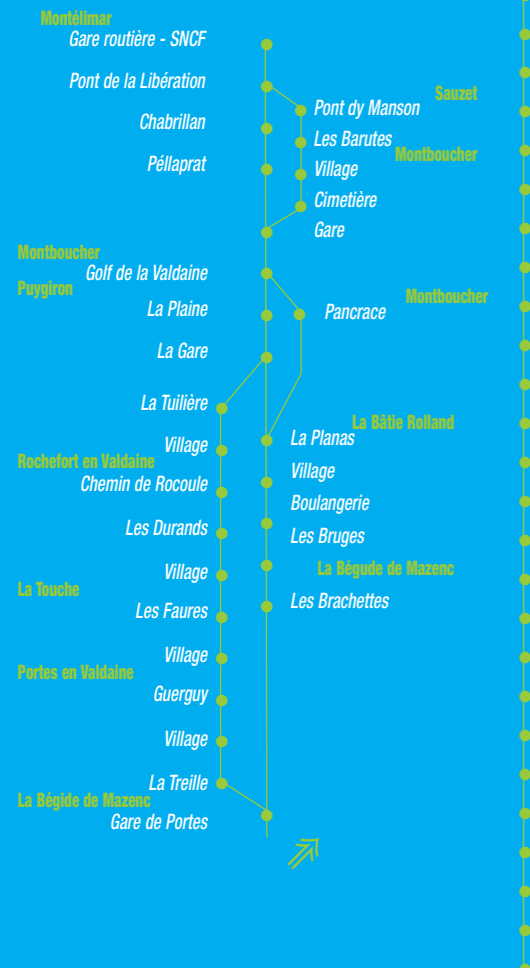 Montélimar
Gare routière - SNCF
Pont de la Libération
Chabrillan
Péllaprat
Sauzet
Pont dy Manson
Les Barutes
Montboucher
Village
Cimetière
Gare
Montboucher
Golf de la Valdaine
Puygiron
La Plaine
La Gare
Montboucher
Pancrace
La Tuilière
Village
Rochefort en Valdaine
Chemin de Rocoule
Les Durands
Village
La Touche
Les Faures
Village
Portes en Valdaine
Guerguy
Village
La Treille
La Bégide de Mazenc
Gare de Portes
La Bâtie Rolland
La Planas
Village
Boulangerie
Les Bruges
La Bégude de Mazenc
Les Brachettes